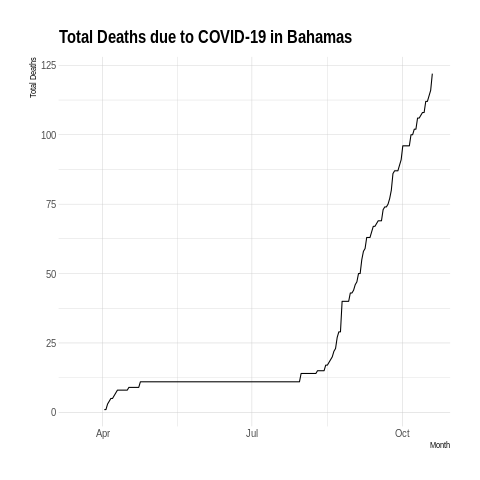 Total Deaths due to COVID-19 in Bahamas
Total Deaths
125
100
75
50
25
0
Apr
Jul
Oct
Month